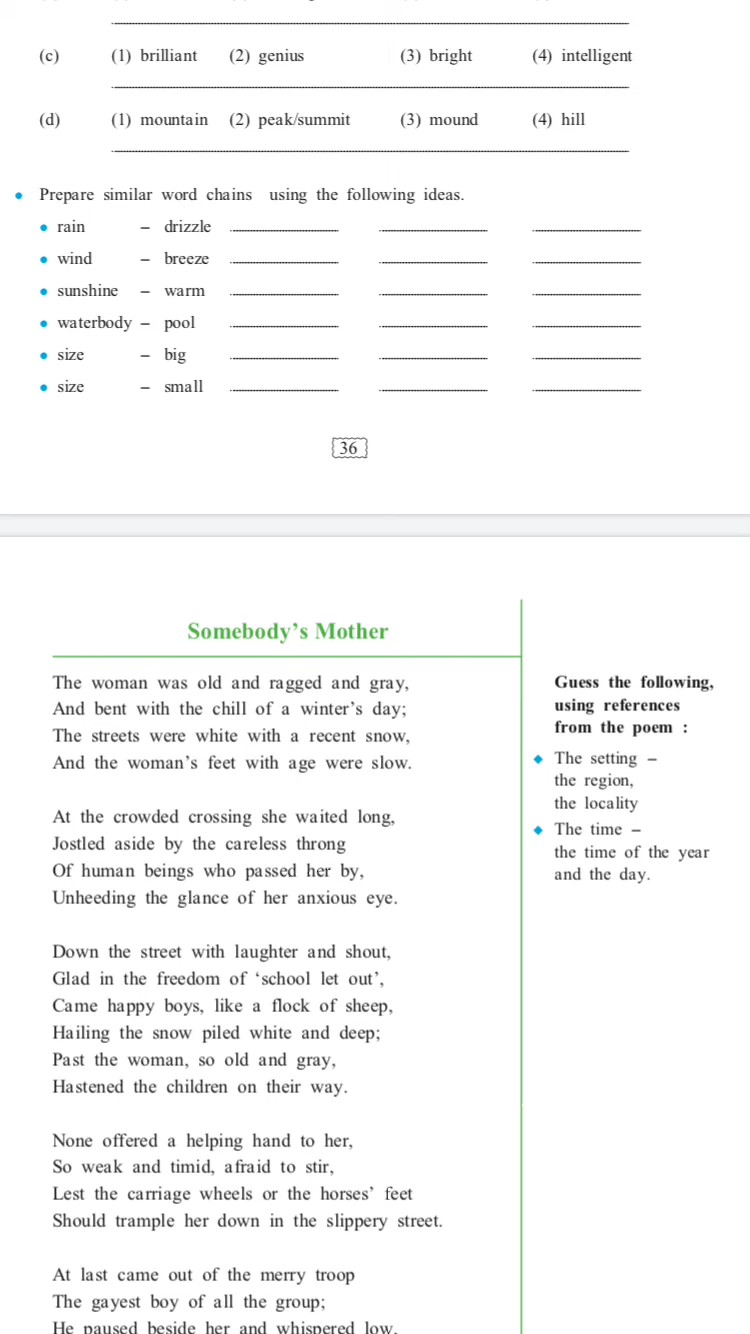 (c) (1) brilliant (2) genius (3) bright (4) intelligent
(d) (1) mountain (2) peak/summit (3) mound (4) hill
• Prepare similar word chains using the following ideas.
• rain – drizzle
• wind – breeze
• sunshine – warm
• waterbody – pool
• size – big
• size – small
36
Somebody's Mother
The woman was old and ragged and gray,
And bent with the chill of a winter's day;
The streets were white with a recent snow,
And the woman's feet with age were slow.
At the crowded crossing she waited long,
Jostled aside by the careless throng
Of human beings who passed her by,
Unheeding the glance of her anxious eye.
Down the street with laughter and shout,
Glad in the freedom of 'school let out',
Came happy boys, like a flock of sheep,
Hailing the snow piled white and deep;
Past the woman, so old and gray,
Hastened the children on their way.
None offered a helping hand to her,
So weak and timid, afraid to stir,
Lest the carriage wheels or the horses' feet
Should trample her down in the slippery street.
At last came out of the merry troop
The gayest boy of all the group;
He paused beside her and whispered low,
Guess the following,
using references
from the poem :
◆ The setting –
the region,
the locality
◆ The time –
the time of the year
and the day.